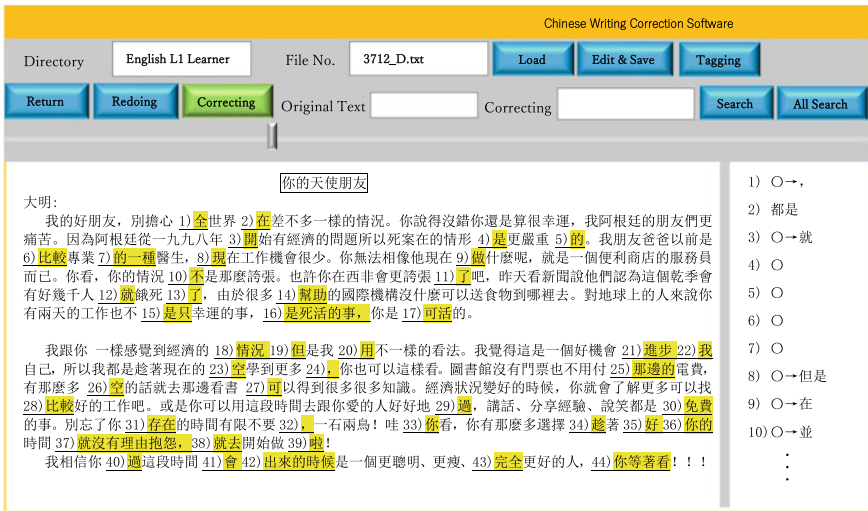 Chinese Writing Correction Software
Directory English L1 Learner File No. 3712_D.txt Load Edit & Save Tagging
Return Redoing Correcting Original Text Correcting Search All Search
你的天使朋友
大明:
我的好朋友，別擔心 1)全世界 2)在差不多一樣的情況。你說得沒錯你還是算很幸運，我阿根廷的朋友們更
痛苦。因為阿根廷從一九九八年 3)開始有經濟的問題所以死案在的情形 4)是更嚴重 5)的。我朋友爸爸以前是
6)比較專業 7)的一種醫生，8)現在工作機會很少。你無法相像他現在 9)做什麼呢，就是一個便利商店的服務員
而已。你看，你的情況 10)不是那麼誇張。也許你在西非會更誇張 11)了吧，昨天看新聞說他們認為這個乾季會
有好幾千人 12)就餓死 13)了，由於很多 14)幫助的國際機構沒什麼可以送食物到哪裡去。對地球上的人來說你
有兩天的工作也不 15)是只幸運的事，16)是死活的事，你是 17)可活的。
我跟你 一樣感覺到經濟的 18)情況 19)但是我 20)用不一樣的看法。我覺得這是一個好機會 21)進步 22)我
自己，所以我都是趁著現在的 23)空學到更多 24)，你也可以這樣看。圖書館沒有門票也不用付 25)那邊的電費，
有那麼多 26)空的話就去那邊看書 27)可以得到很多很多知識。經濟狀況變好的時候，你就會了解更多可以找
28)比較好的工作吧。或是你可以用這段時間去跟你愛的人好好地 29)過，講話、分享經驗、說笑都是 30)免費
的事。別忘了你 31)存在的時間有限不要 32)，一石兩鳥！哇 33)你看，你有那麼多選擇 34)趁著 35)好 36)你的
時間 37)就沒有理由抱怨，38)就去開始做 39)啦！
我相信你 40)過這段時間 41)會 42)出來的時候是一個更聰明、更瘦、43)完全更好的人，44)你等著看！！！
1) ○→，
2) 都是
3) ○→就
4) ○
5) ○
6) ○
7) ○
8) ○→但是
9) ○→在
10)○→並